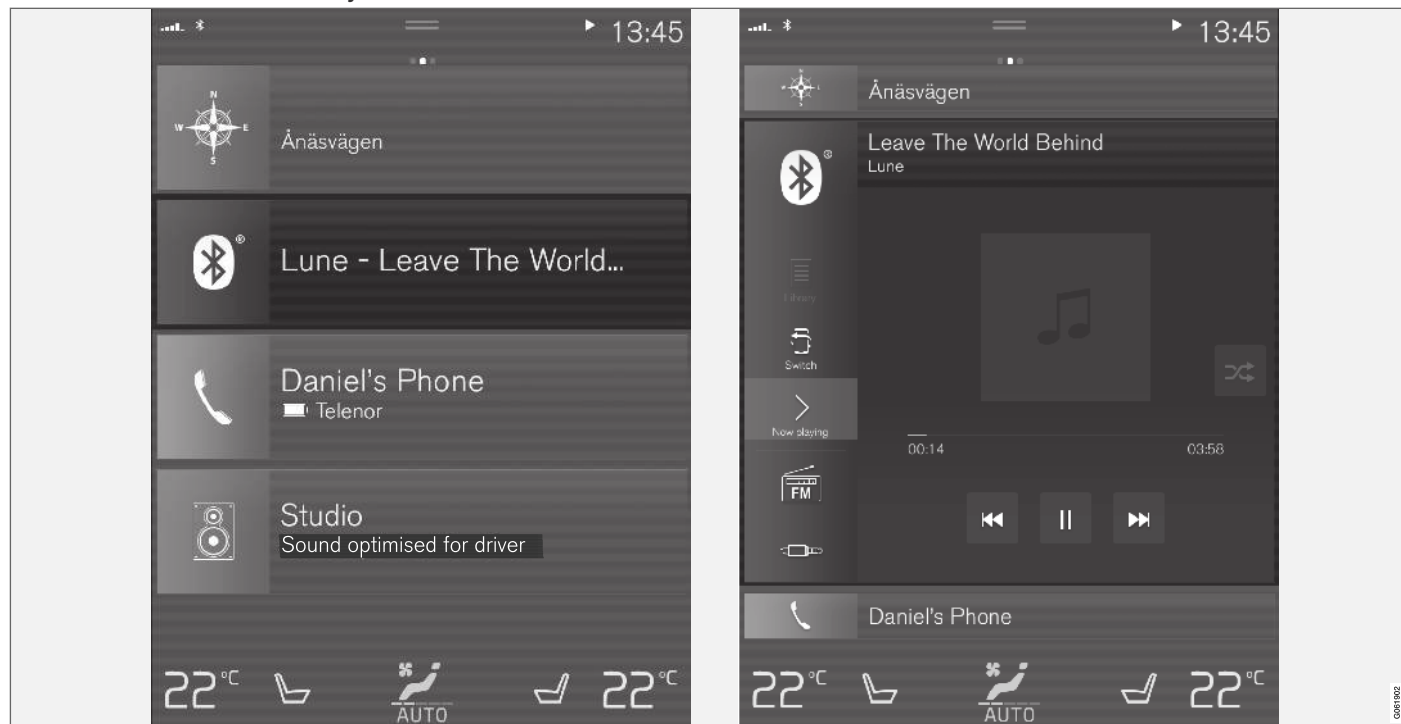 13:45
N
W E
S
Ånäsvägen
®
Lune - Leave The World...
Daniel's Phone
Telenor
Studio
Sound optimised for driver
22°C
AUTO
22°C
13:45
Ånäsvägen
®
Leave The World Behind
Lune
Library
Switch
Now playing
00:14
03:58
FM
Daniel's Phone
22°C
AUTO
22°C
G061902